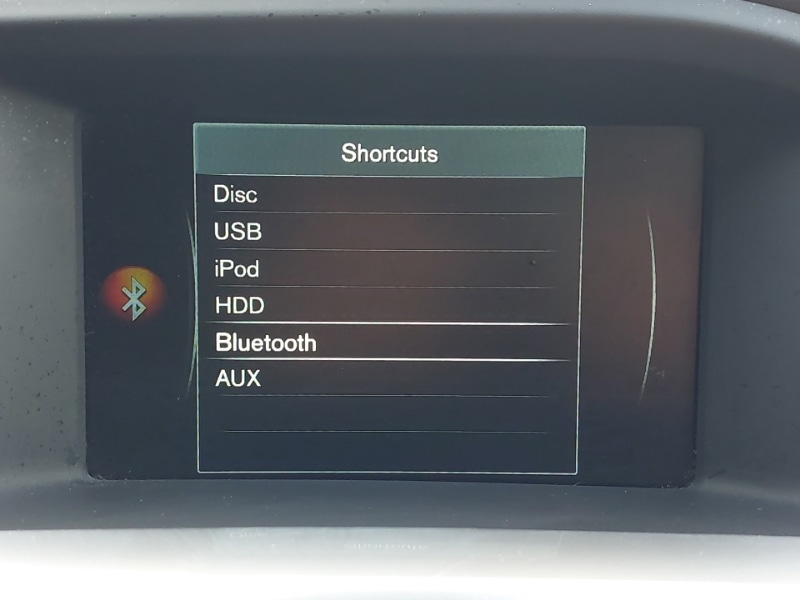 Shortcuts
Disc
USB
iPod
HDD
Bluetooth
AUX